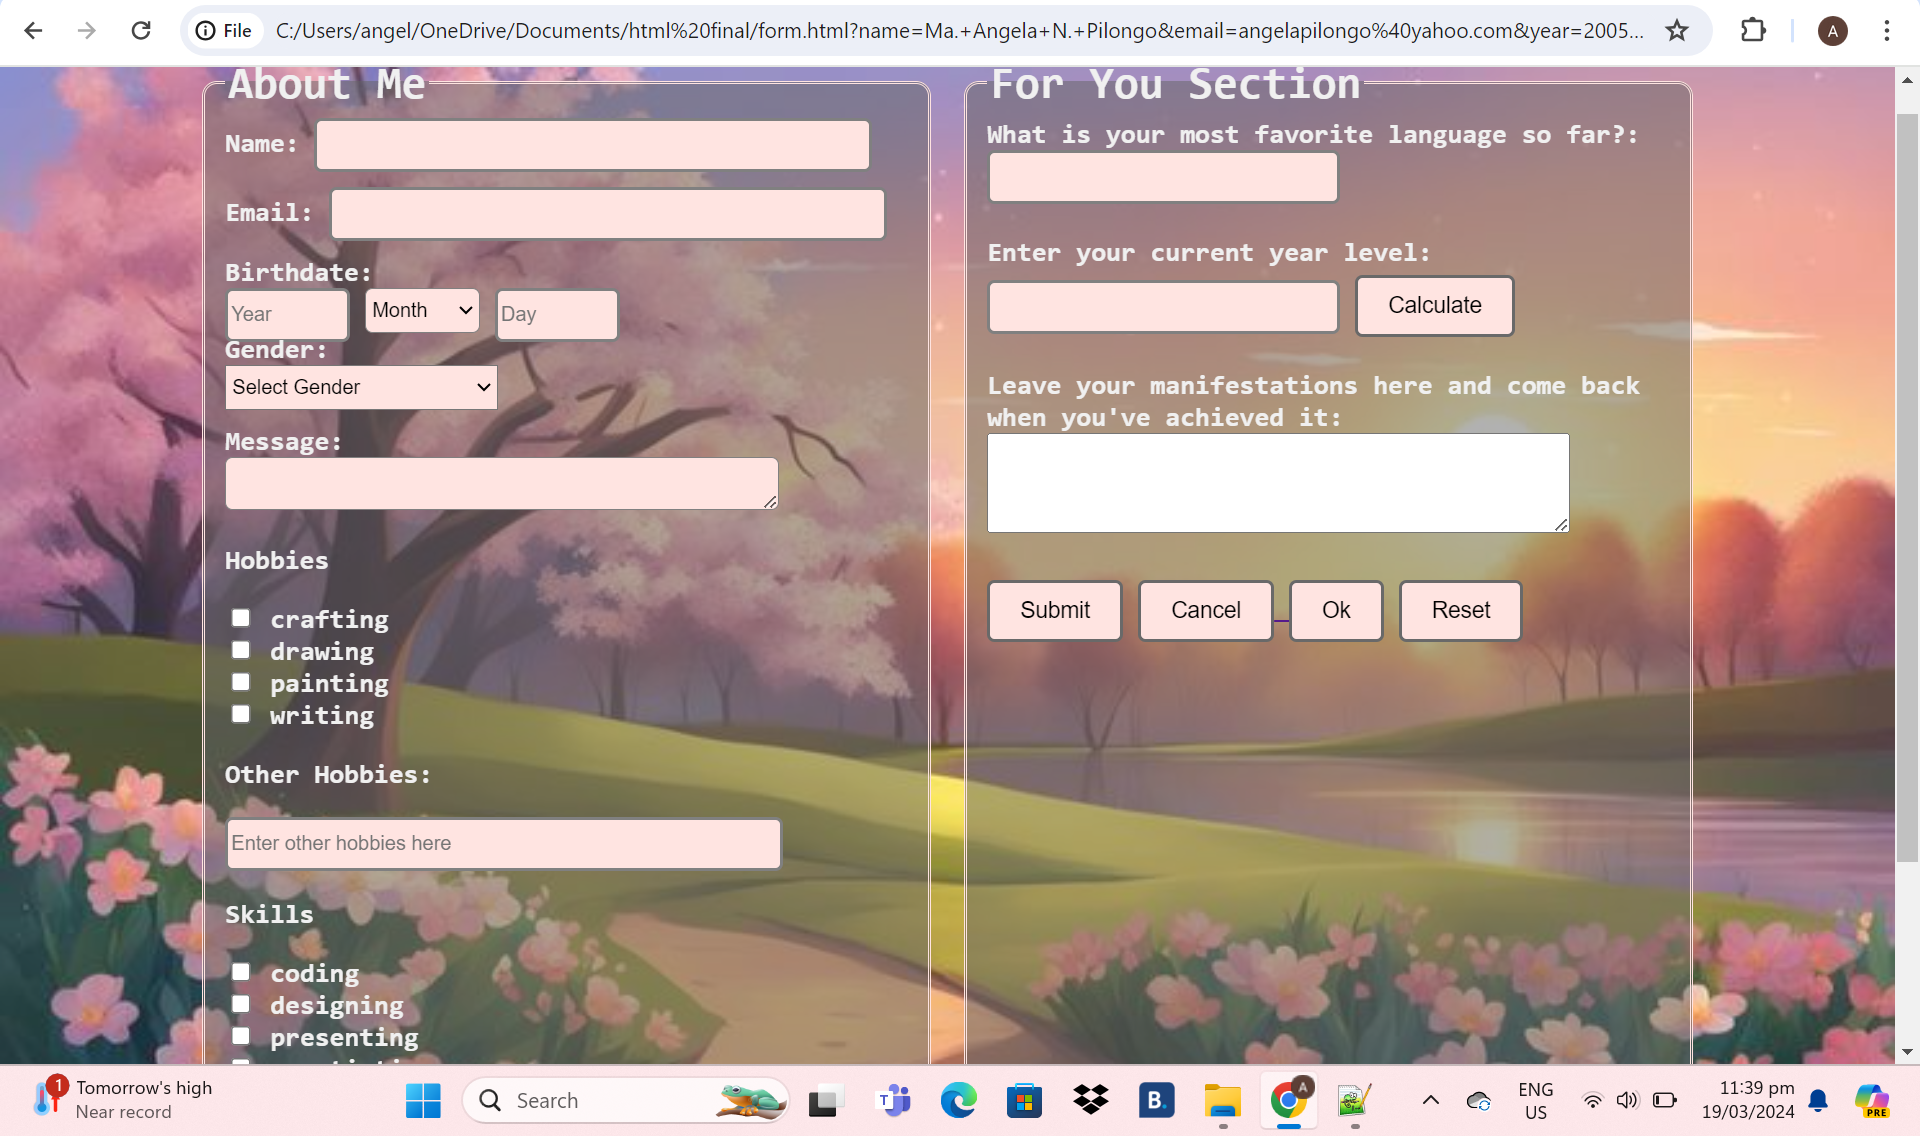 File
C:/Users/angel/OneDrive/Documents/html%20final/form.html?name=Ma.+Angela+N.+Pilongo&email=angelapilongo%40yahoo.com&year=2005...
A
About Me
Name:
Email:
Birthdate:
Year
Month
Day
Gender:
Select Gender
Message:
Hobbies
crafting
drawing
painting
writing
Other Hobbies:
Enter other hobbies here
Skills
coding
designing
presenting
For You Section
What is your most favorite language so far?:
Enter your current year level:
Calculate
Leave your manifestations here and come back
when you've achieved it:
Submit
Cancel
Ok
Reset
1
Tomorrow's high
Near record
Search
T
B.
A
ENG
US
11:39 pm
19/03/2024
PRE